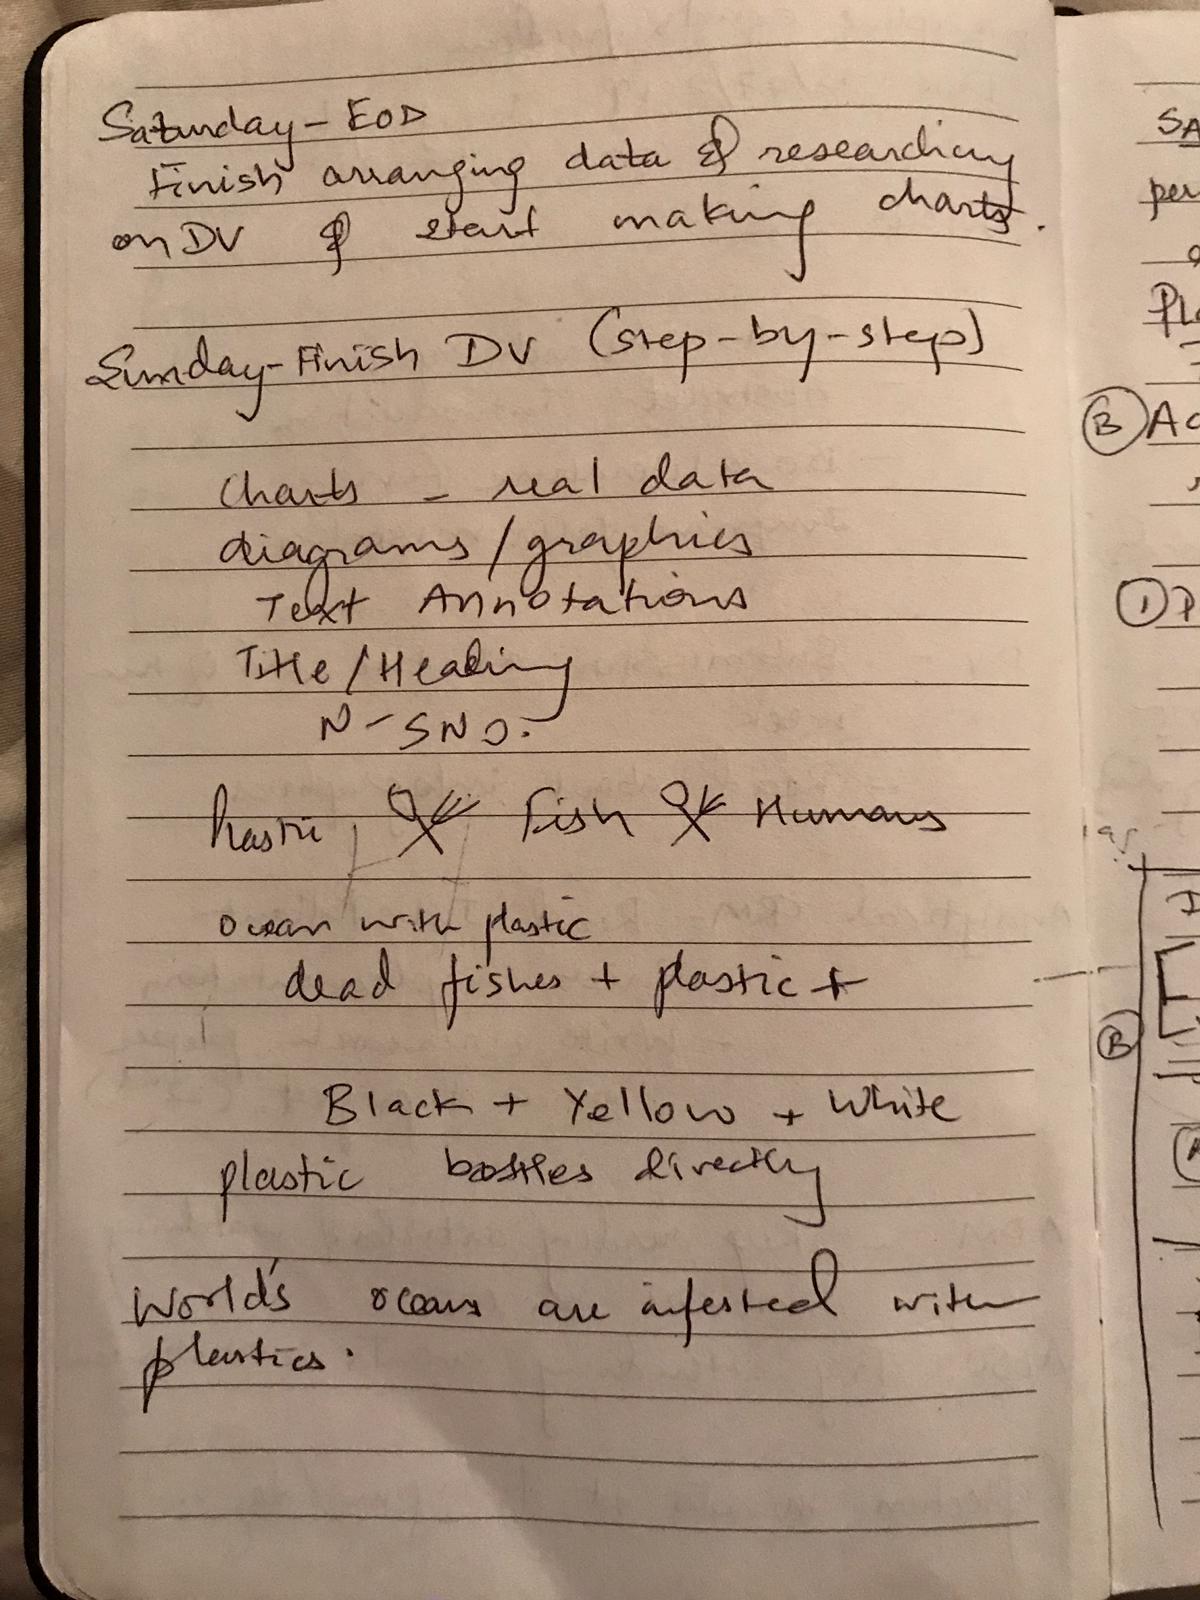 Saturday - EOD
Finish arranging data & researching
on DV & start making charts.
Sunday - Finish DV (step-by-step)
Charts - real data
diagrams/graphics
Text Annotations
Title/Heading
N-SNO.
Plastic Fish Humans
ocean with plastic
dead fishes + plastic +
Black + Yellow + White
plastic bottles directly
World's oceans are infested with
plastics.
SA
per
Pla
B Ac
1 P
B